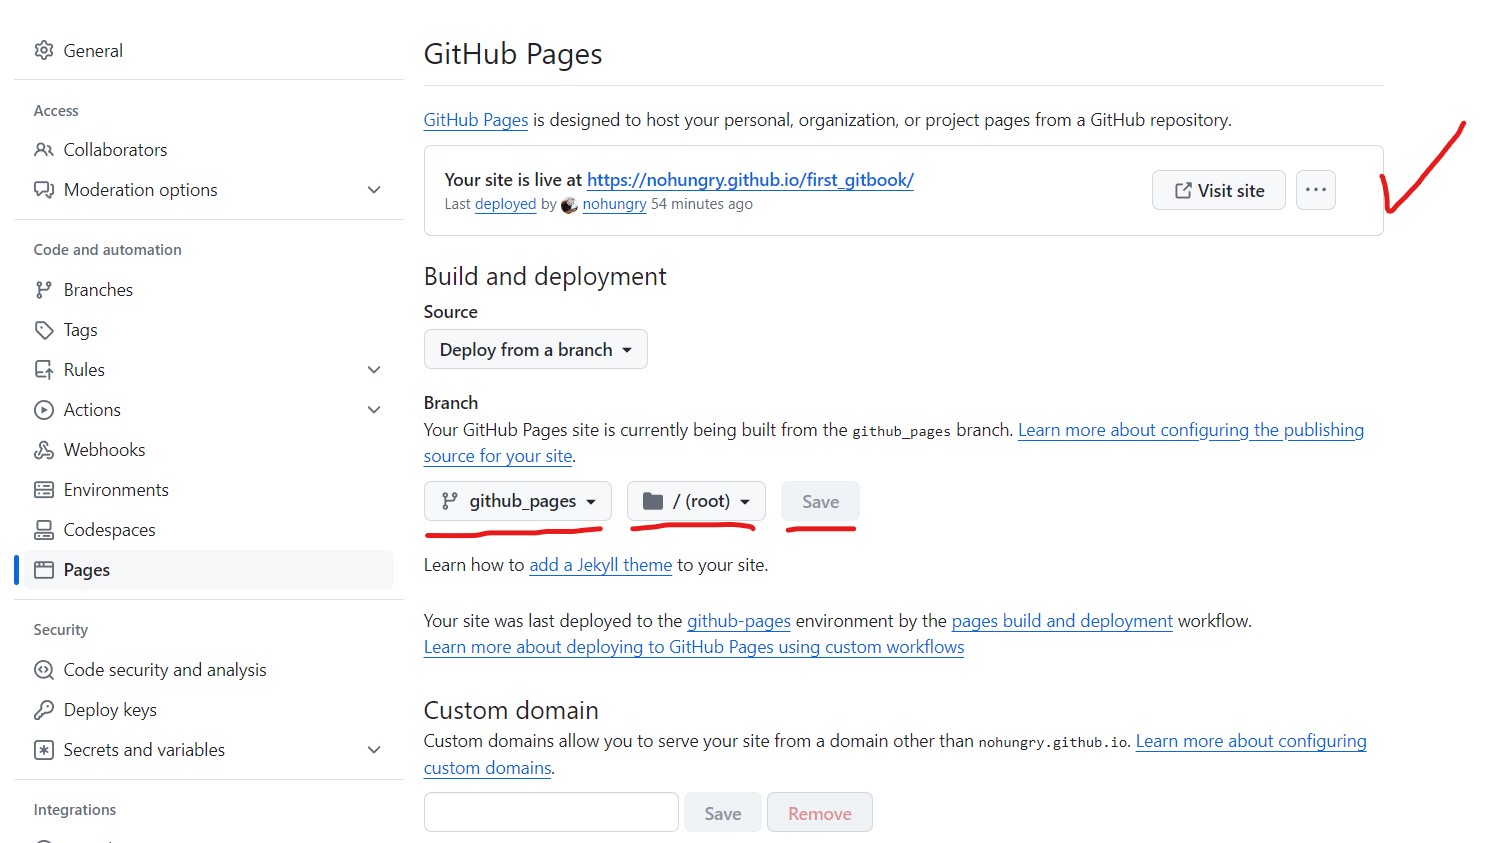 General
Access
Collaborators
Moderation options
Code and automation
Branches
Tags
Rules
Actions
Webhooks
Environments
Codespaces
Pages
Security
Code security and analysis
Deploy keys
Secrets and variables
Integrations
GitHub Pages
GitHub Pages is designed to host your personal, organization, or project pages from a GitHub repository.
Your site is live at https://nohungry.github.io/first_gitbook/
Last deployed by nohungry 54 minutes ago
Visit site
Build and deployment
Source
Deploy from a branch
Branch
Your GitHub Pages site is currently being built from the github_pages branch. Learn more about configuring the publishing
source for your site.
github_pages / (root) Save
Learn how to add a Jekyll theme to your site.
Your site was last deployed to the github-pages environment by the pages build and deployment workflow.
Learn more about deploying to GitHub Pages using custom workflows
Custom domain
Custom domains allow you to serve your site from a domain other than nohungry.github.io. Learn more about configuring
custom domains.
Save Remove